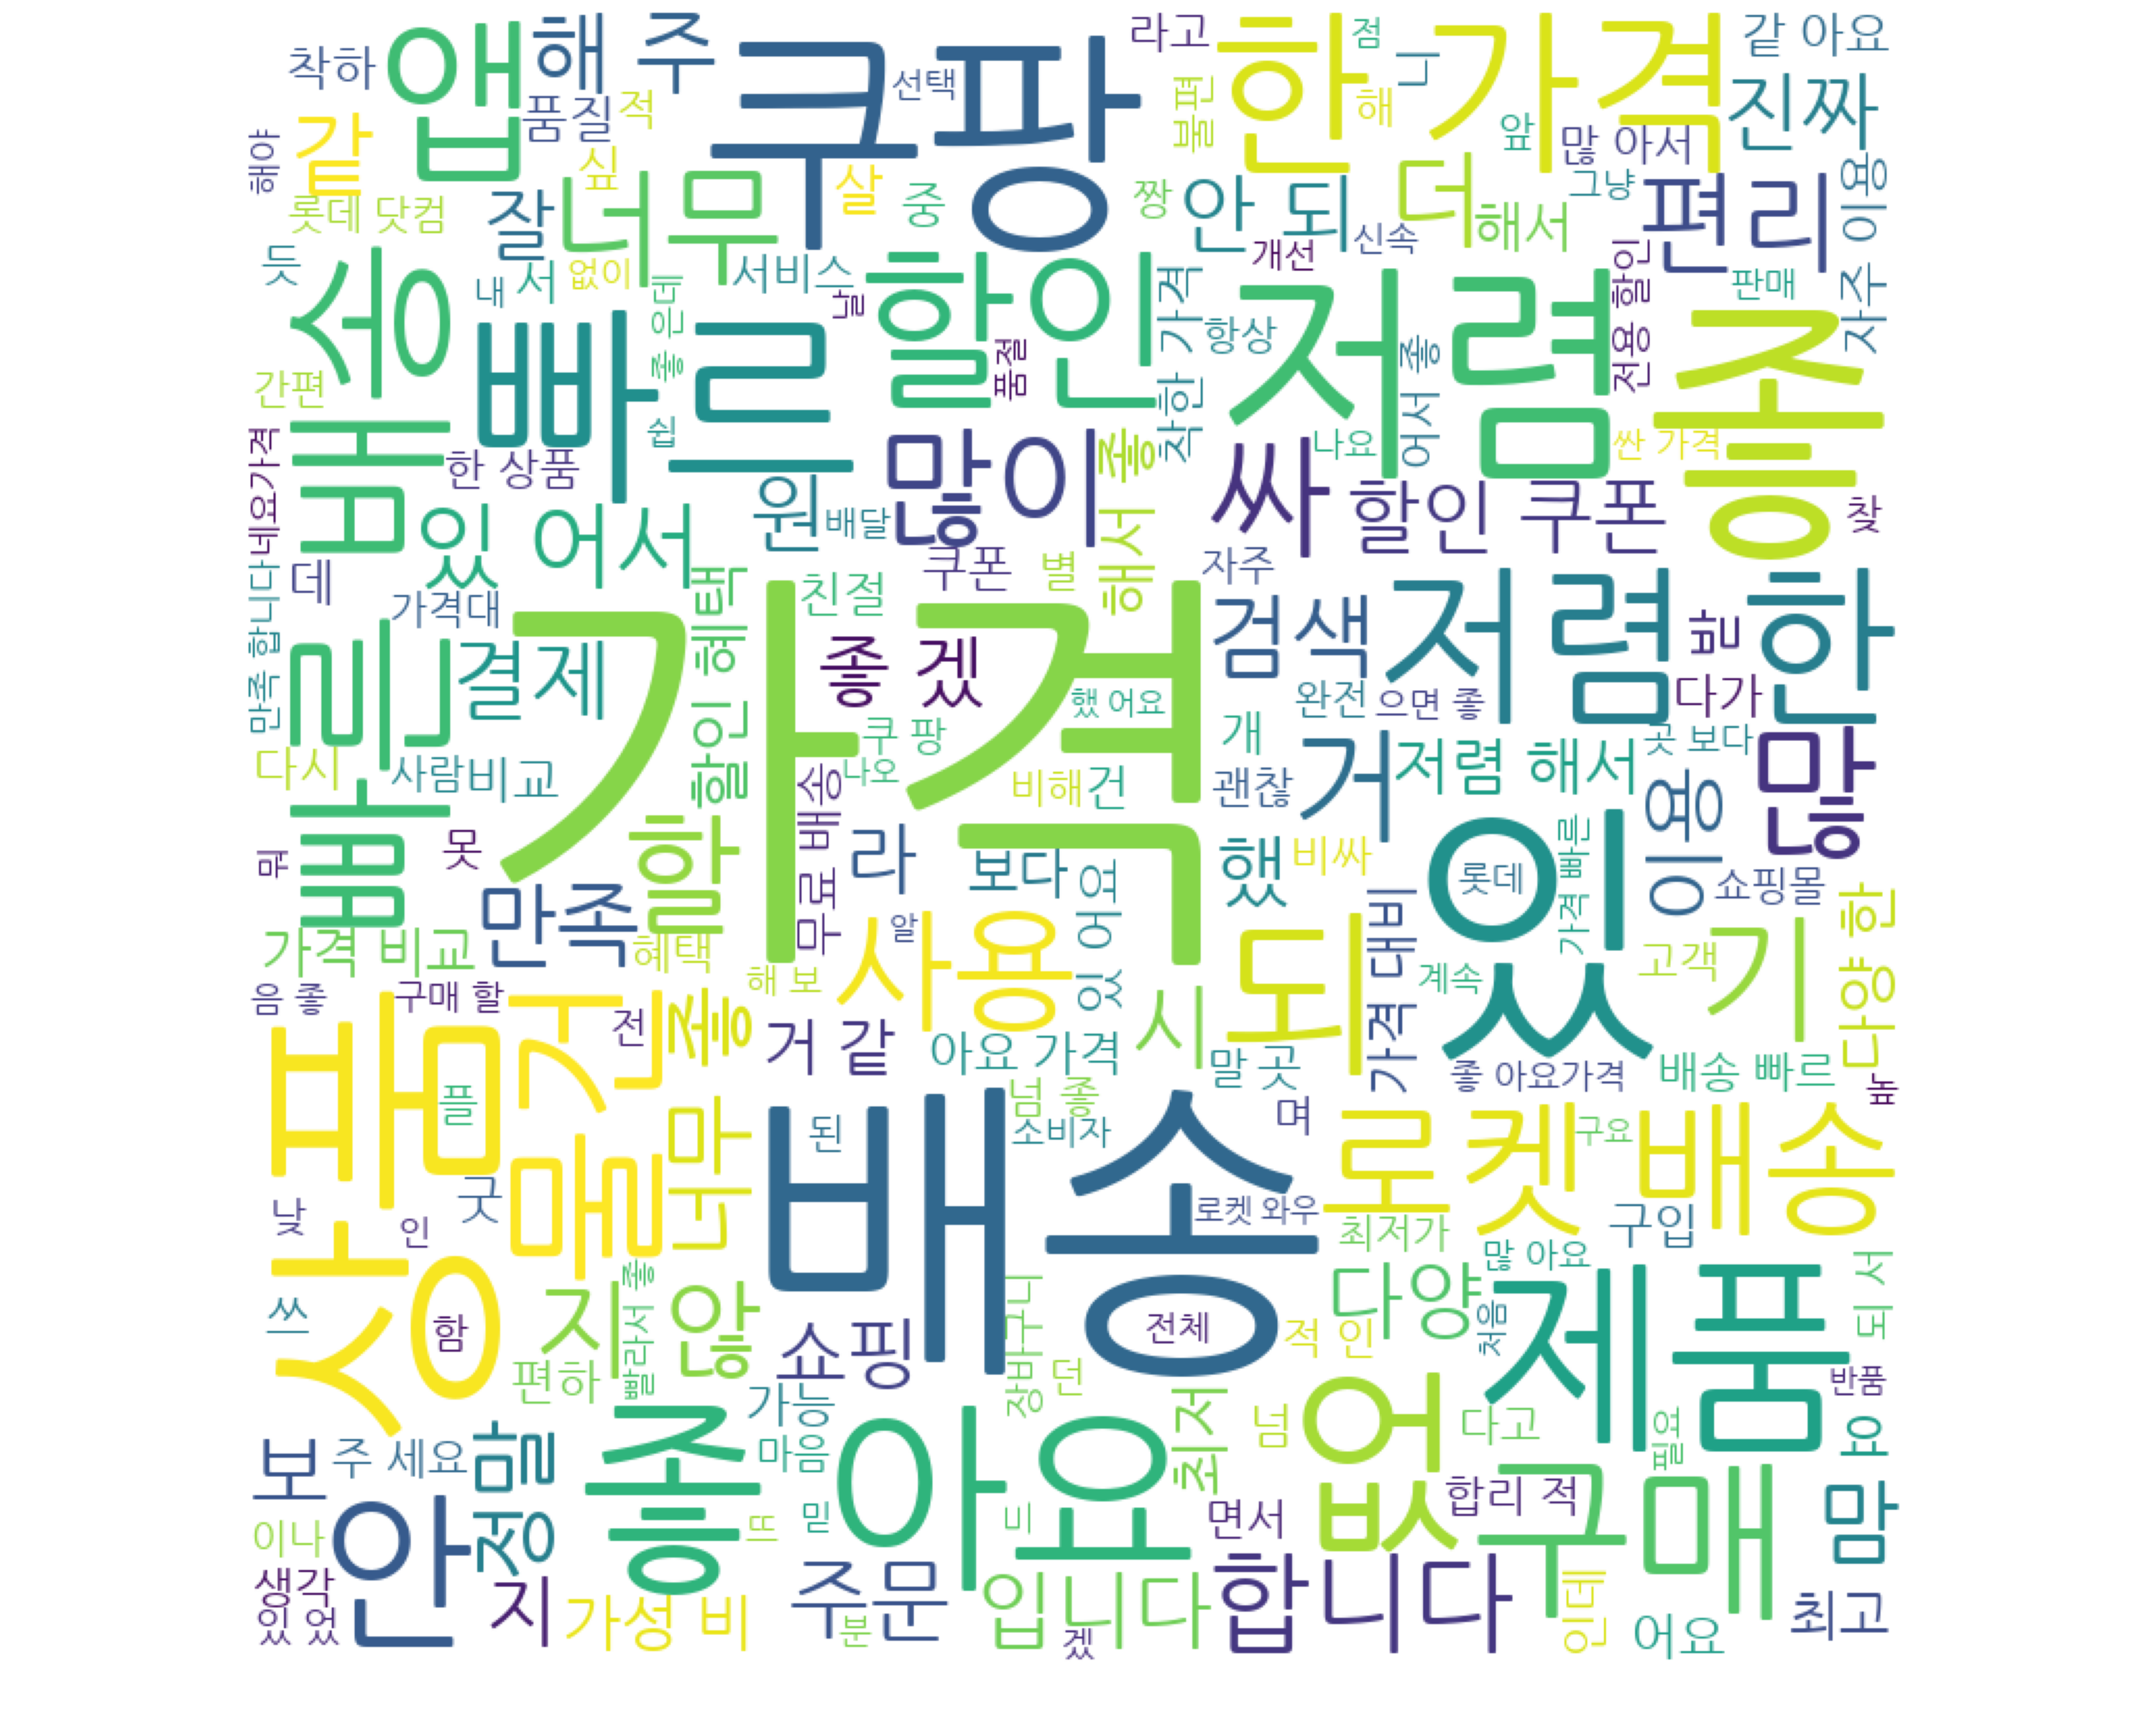 착하
앱
해 주
쿠팡
선택
라고
한 가격
점
니
같 아요
품질
적
불편
해
앞
많 아서
진짜
해야
같
싶
너무
살
중
짱
안 되
더
해서
그냥
편리
자주 이용
롯데 닷컴
잘
신속
개선
듯
배송
내
서
없이
좋 은데
서비스
날
할인
착한 가격
항상
저렴
어서 좋
전용 할인
판매
좋
간편
빠르
쉽
품절
나요
싼 가격
네요가격
한 상품
많이
해서 좋
싸
할인 쿠폰
찾
있 어서
원
배달
쿠폰
별
자주
데
가격대
할인 혜택
친절
검색
저렴한
밖
만족 합니다
빠른
결제
가격
좋 겠
했 어요
완전
으면 좋
다가
쿠 팡
개
곳 보다
다시
사람
비교
나오
비해
건
괜찮
거
저렴 해서
이용
많
뭐
못
할
무료 배송
라
보다
있 어여
했
비싸
있
롯데
가격 빠른
쇼핑몰
만족
알
가격 대비
다양 한
가격 비교
혜택
해 보
사용
되
계속
고객
기
음 좋
구매 할
물건
전
좋
거 같
아요 가격
시
말
곳
좋 아요가격
배송 빠르
높
상품
플
넘 좋
소비자
며
너무
된
배송
로켓배송
구요
낮
인
굿
로켓 와우
최저가
구입
많 아요
쓰
함
지
빨라서 좋
않
쇼핑
장바구니
전체
적 인
다양
처음
제품
되 서
편하
가능
던
반품
보
주 세요
정말
좋 아요
마음
최저
넘
없
다고
필요
요
이나
안
뜨
믿
비
면서
합리 적
구매
맘
생각
있 었
지
가성 비
주문
분
입니다
겠
합니다
인데
어요
최고